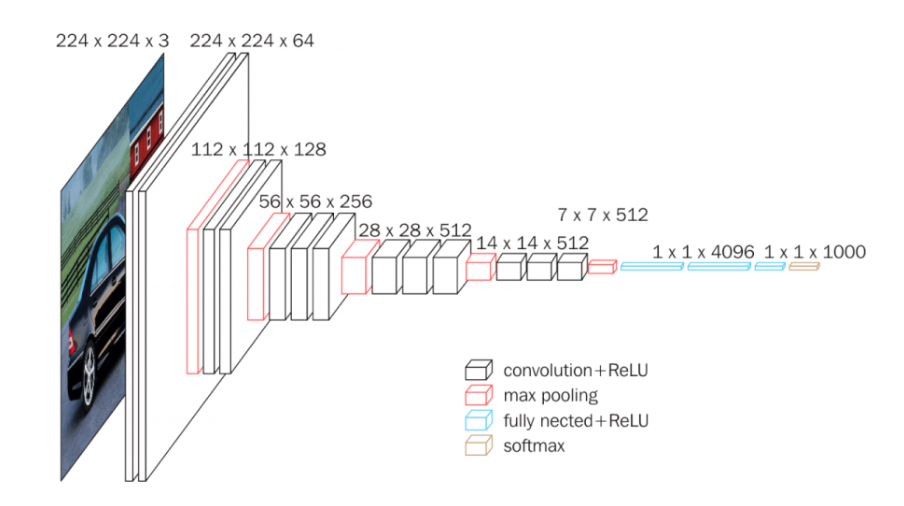 224 x 224 x 3
224 x 224 x 64
112 x 112 x 128
56 x 56 x 256
28 x 28 x 512
14 x 14 x 512
7 x 7 x 512
1 x 1 x 4096
1 x 1 x 1000
convolution+ReLU
max pooling
fully nected+ReLU
softmax